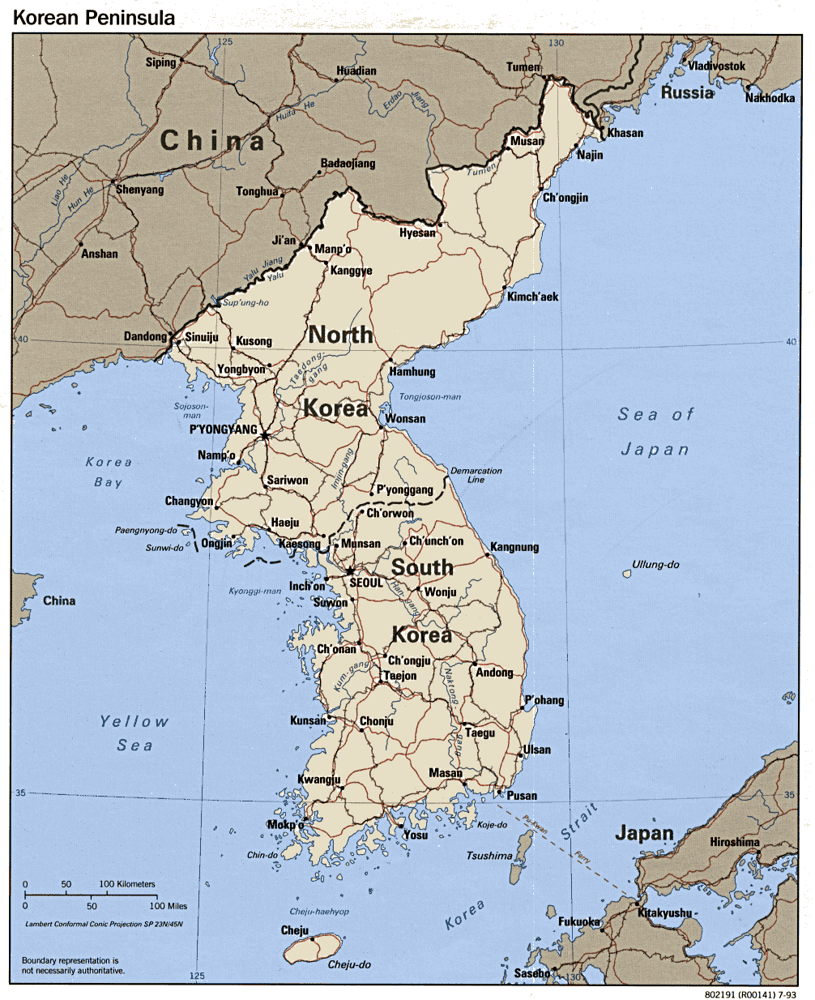 Korean Peninsula
125
130
Siping
Huadian
Tumen
Vladivostok
Russia
Nakhodka
Erdao Jiang
Huifa He
China
Musan
Khasan
Najin
Badaojiang
Tumen
Liao He
Hun He
Shenyang
Tonghua
Ch'ongjin
Hyesan
Ji'an
Manp'o
Anshan
Yalu Jiang
Yalu
Kanggye
Kimch'aek
Sup'ung-ho
40
Dandong
Sinuiju
Kusong
North
40
Yongbyon
Taedong-
gang
Hamhung
Sojoson-
man
Tongjoson-man
Korea
Wonsan
Sea of
Japan
P'YONGYANG
Namp'o
Korea
Bay
Imjin-gang
Demarcation
Line
Sariwon
P'yonggang
Changyon
Ch'orwon
Haeju
Paengnyong-do
Sunwi-do
Ongjin
Kaesong
Munsan
Ch'unch'on
Kangnung
South
Ullung-do
Inch'on
SEOUL
Kyonggi-man
Han-gang
Wonju
China
Suwon
Korea
Ch'onan
Ch'ongju
Kum-gang
Taejon
Naktong-
gang
Andong
P'ohang
Yellow
Sea
Kunsan
Chonju
Taegu
Ulsan
Kwangju
Masan
Pusan
35
35
Mokp'o
Yosu
Koje-do
Pu-Kwan
Ferry
Strait
Japan
Hiroshima
Chin-do
Tsushima
0 50 100 Kilometers
0 50 100 Miles
Lambert Conformal Conic Projection SP 23N/45N
Cheju-haehyop
Korea
Kitakyushu
Fukuoka
Cheju
Cheju-do
Boundary representation is
not necessarily authoritative.
Sasebo
125
130
802191 (R00141) 7-93